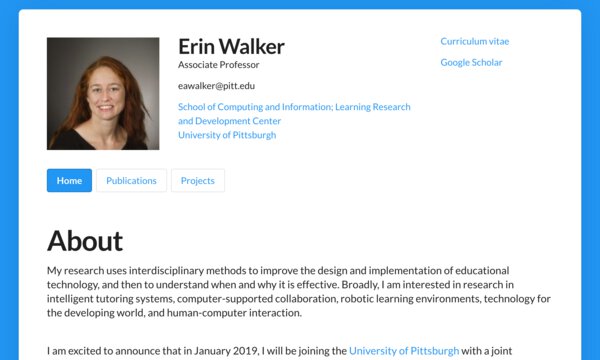 Erin Walker
Associate Professor
eawalker@pitt.edu
School of Computing and Information; Learning Research
and Development Center
University of Pittsburgh
Curriculum vitae
Google Scholar
Home
Publications
Projects
About
My research uses interdisciplinary methods to improve the design and implementation of educational
technology, and then to understand when and why it is effective. Broadly, I am interested in research in
intelligent tutoring systems, computer-supported collaboration, robotic learning environments, technology for
the developing world, and human-computer interaction.
I am excited to announce that in January 2019, I will be joining the University of Pittsburgh with a joint